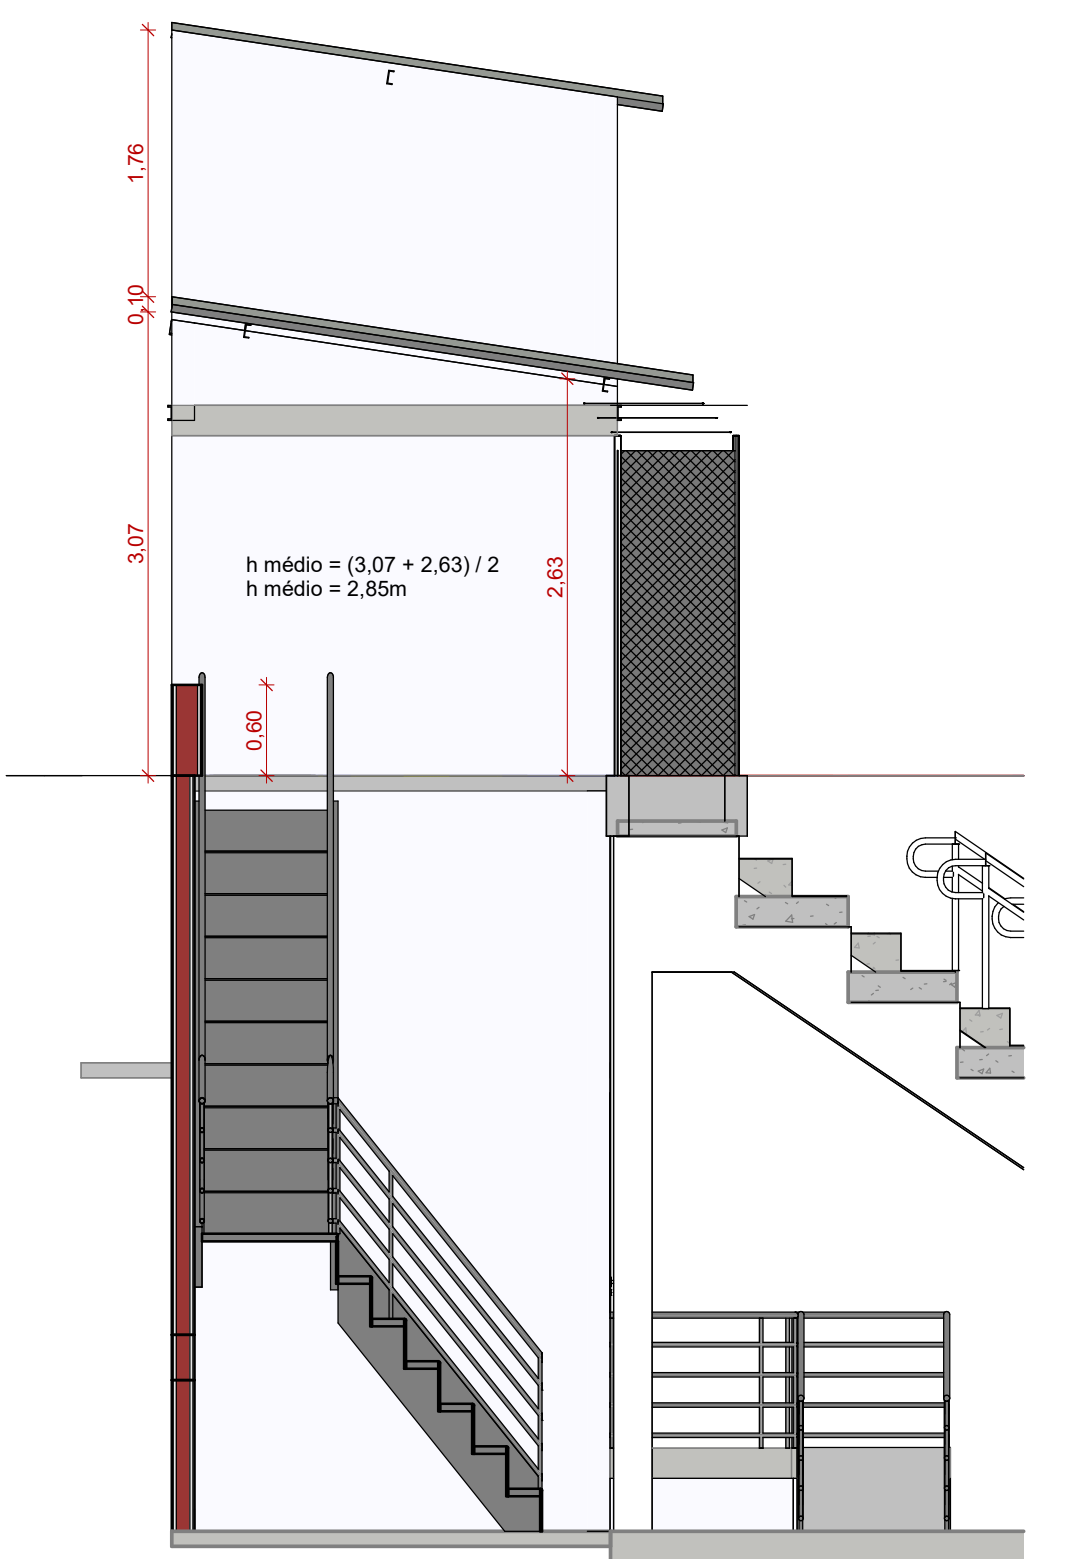 1,76
0,10
3,07
h médio = (3,07 + 2,63) / 2
h médio = 2,85m
2,63
0,60